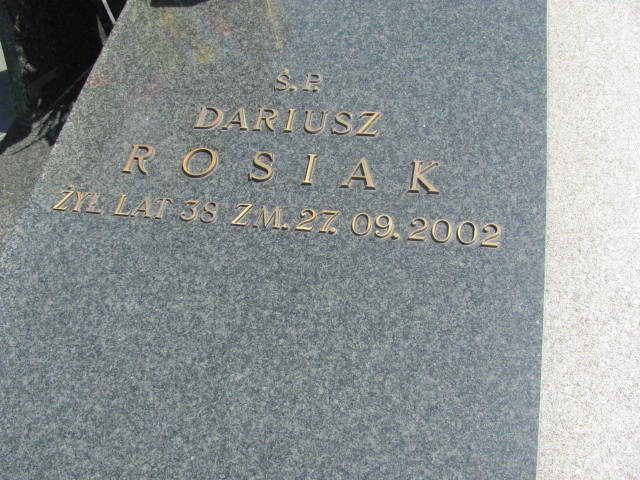 Ś.P.
DARIUSZ
ROSIAK
ŻYŁ LAT 38 ZM. 27.09.2002